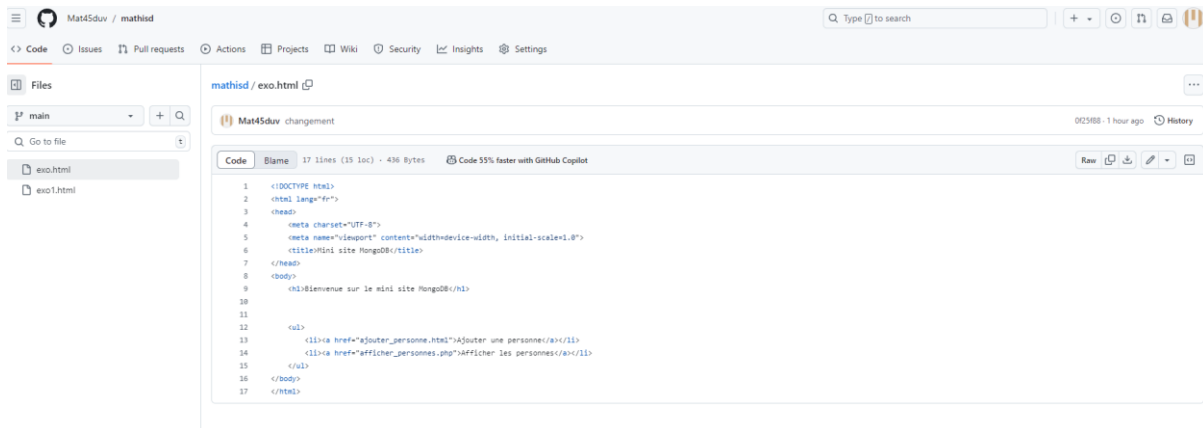 Mat45duv / mathisd
Type / to search
Code Issues Pull requests Actions Projects Wiki Security Insights Settings
Files
main
Go to file
t
exo.html
exo1.html
mathisd / exo.html
Mat45duv changement
0f25f88 · 1 hour ago History
Code Blame 17 lines (15 loc) · 436 Bytes Code 55% faster with GitHub Copilot
Raw
1 <!DOCTYPE html>
2 <html lang="fr">
3 <head>
4 <meta charset="UTF-8">
5 <meta name="viewport" content="width=device-width, initial-scale=1.0">
6 <title>Mini site MongoDB</title>
7 </head>
8 <body>
9 <h1>Bienvenue sur le mini site MongoDB</h1>
10
11
12 <ul>
13 <li><a href="ajouter_personne.html">Ajouter une personne</a></li>
14 <li><a href="afficher_personnes.php">Afficher les personnes</a></li>
15 </ul>
16 </body>
17 </html>